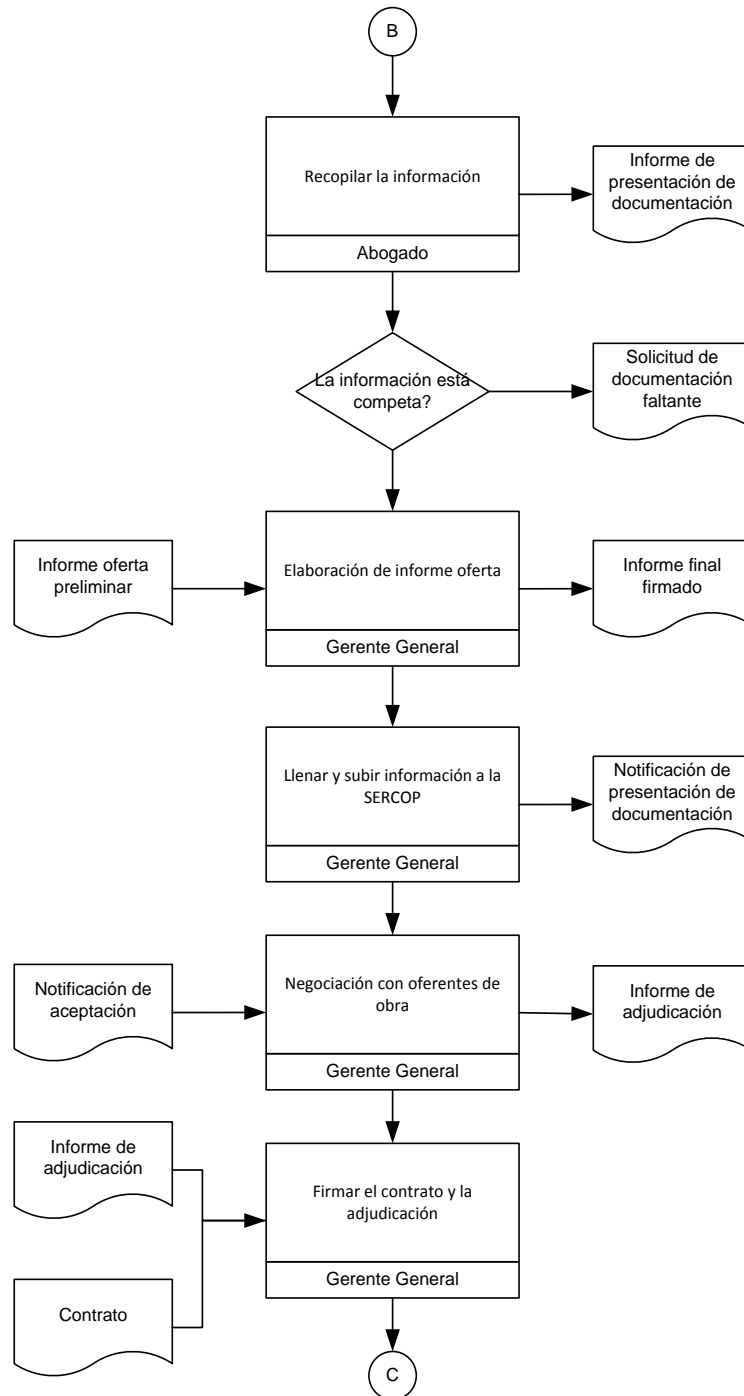 B
Recopilar la información
Abogado
Informe de
presentación de
documentación
La información está
competa?
Solicitud de
documentación
faltante
Informe oferta
preliminar
Elaboración de informe oferta
Gerente General
Informe final
firmado
Llenar y subir información a la
SERCOP
Gerente General
Notificación de
presentación de
documentación
Notificación de
aceptación
Negociación con oferentes de
obra
Gerente General
Informe de
adjudicación
Informe de
adjudicación
Contrato
Firmar el contrato y la
adjudicación
Gerente General
C